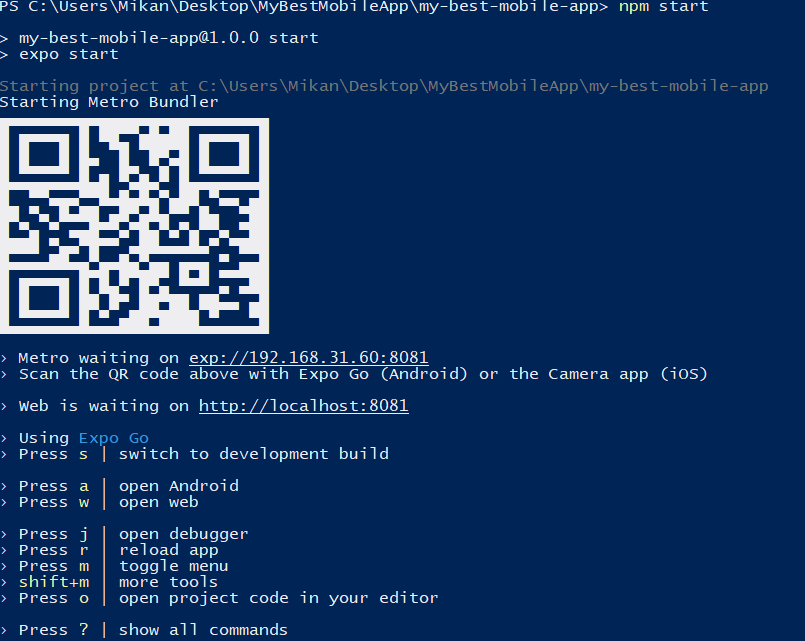 PS C:\Users\Mikan\Desktop\MyBestMobileApp\my-best-mobile-app> npm start
> my-best-mobile-app@1.0.0 start
> expo start
Starting project at C:\Users\Mikan\Desktop\MyBestMobileApp\my-best-mobile-app
Starting Metro Bundler
› Metro waiting on exp://192.168.31.60:8081
› Scan the QR code above with Expo Go (Android) or the Camera app (iOS)
› Web is waiting on http://localhost:8081
› Using Expo Go
› Press s │ switch to development build
› Press a │ open Android
› Press w │ open web
› Press j │ open debugger
› Press r │ reload app
› Press m │ toggle menu
› shift+m │ more tools
› Press o │ open project code in your editor
› Press ? │ show all commands